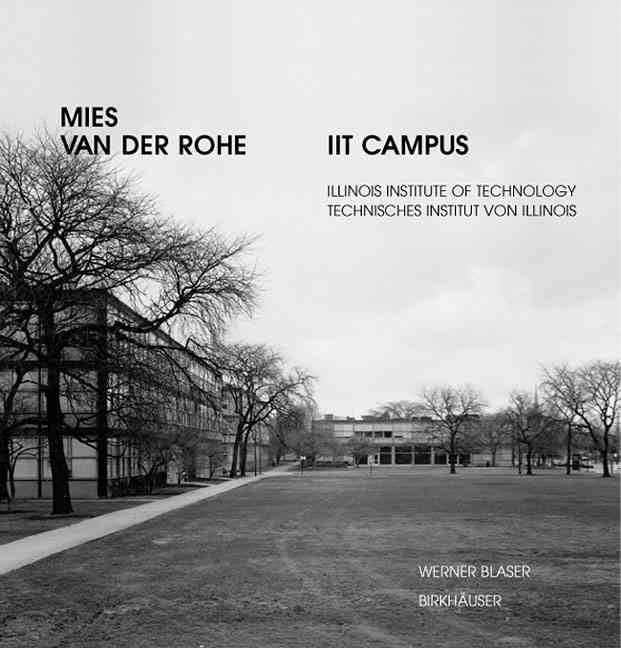 MIES
VAN DER ROHE
IIT CAMPUS
ILLINOIS INSTITUTE OF TECHNOLOGY
TECHNISCHES INSTITUT VON ILLINOIS
WERNER BLASER
BIRKHÄUSER